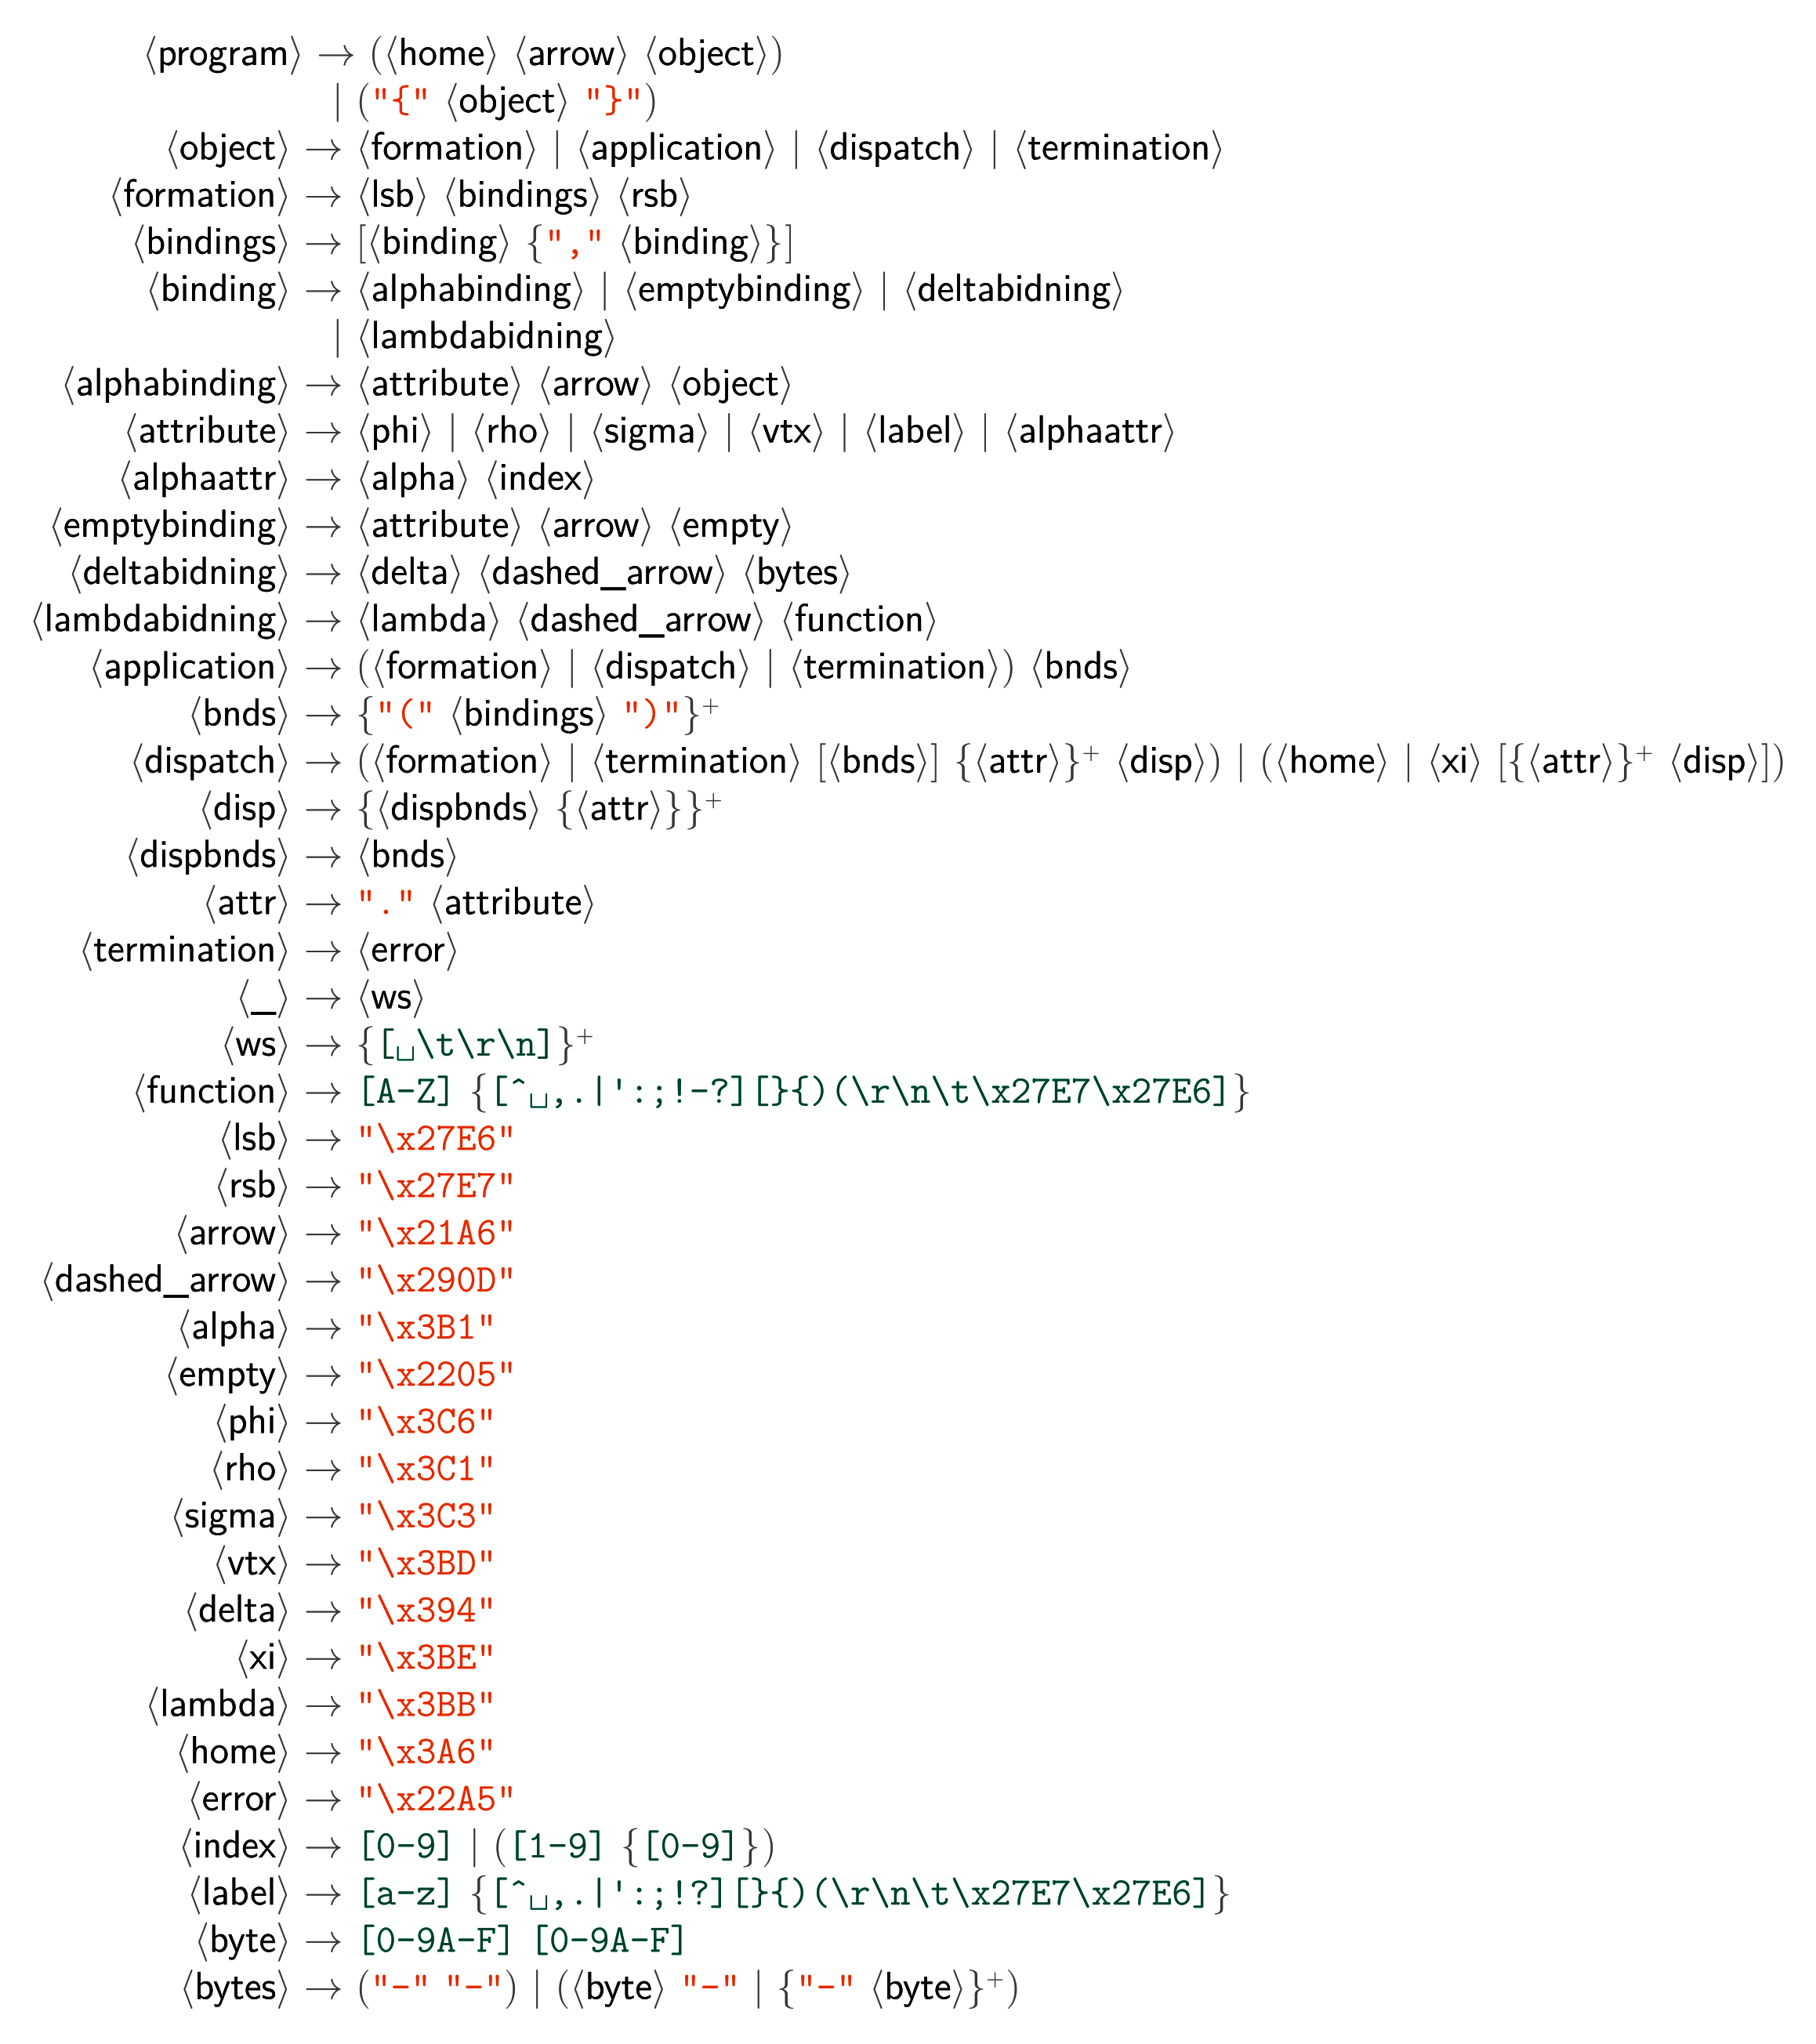 ⟨program⟩ → (⟨home⟩ ⟨arrow⟩ ⟨object⟩)
| ("{" ⟨object⟩ "}")
⟨object⟩ → ⟨formation⟩ | ⟨application⟩ | ⟨dispatch⟩ | ⟨termination⟩
⟨formation⟩ → ⟨lsb⟩ ⟨bindings⟩ ⟨rsb⟩
⟨bindings⟩ → [⟨binding⟩ {"," ⟨binding⟩}]
⟨binding⟩ → ⟨alphabinding⟩ | ⟨emptybinding⟩ | ⟨deltabidning⟩
| ⟨lambdabidning⟩
⟨alphabinding⟩ → ⟨attribute⟩ ⟨arrow⟩ ⟨object⟩
⟨attribute⟩ → ⟨phi⟩ | ⟨rho⟩ | ⟨sigma⟩ | ⟨vtx⟩ | ⟨label⟩ | ⟨alphaattr⟩
⟨alphaattr⟩ → ⟨alpha⟩ ⟨index⟩
⟨emptybinding⟩ → ⟨attribute⟩ ⟨arrow⟩ ⟨empty⟩
⟨deltabidning⟩ → ⟨delta⟩ ⟨dashed_arrow⟩ ⟨bytes⟩
⟨lambdabidning⟩ → ⟨lambda⟩ ⟨dashed_arrow⟩ ⟨function⟩
⟨application⟩ → (⟨formation⟩ | ⟨dispatch⟩ | ⟨termination⟩) ⟨bnds⟩
⟨bnds⟩ → {"(" ⟨bindings⟩ ")"}⁺
⟨dispatch⟩ → (⟨formation⟩ | ⟨termination⟩ [⟨bnds⟩] {⟨attr⟩}⁺ ⟨disp⟩) | (⟨home⟩ | ⟨xi⟩ [{⟨attr⟩}⁺ ⟨disp⟩])
⟨disp⟩ → {⟨dispbnds⟩ {⟨attr⟩}}⁺
⟨dispbnds⟩ → ⟨bnds⟩
⟨attr⟩ → "." ⟨attribute⟩
⟨termination⟩ → ⟨error⟩
⟨_⟩ → ⟨ws⟩
⟨ws⟩ → {[␣\t\r\n]}⁺
⟨function⟩ → [A-Z] {[^␣,.|':;!-?][}{)(\r\n\t\x27E7\x27E6]}
⟨lsb⟩ → "\x27E6"
⟨rsb⟩ → "\x27E7"
⟨arrow⟩ → "\x21A6"
⟨dashed_arrow⟩ → "\x290D"
⟨alpha⟩ → "\x3B1"
⟨empty⟩ → "\x2205"
⟨phi⟩ → "\x3C6"
⟨rho⟩ → "\x3C1"
⟨sigma⟩ → "\x3C3"
⟨vtx⟩ → "\x3BD"
⟨delta⟩ → "\x394"
⟨xi⟩ → "\x3BE"
⟨lambda⟩ → "\x3BB"
⟨home⟩ → "\x3A6"
⟨error⟩ → "\x22A5"
⟨index⟩ → [0-9] | ([1-9] {[0-9]})
⟨label⟩ → [a-z] {[^␣,.|':;!?][}{)(\r\n\t\x27E7\x27E6]}
⟨byte⟩ → [0-9A-F] [0-9A-F]
⟨bytes⟩ → ("-" "-") | (⟨byte⟩ "-" | {"-" ⟨byte⟩}⁺)